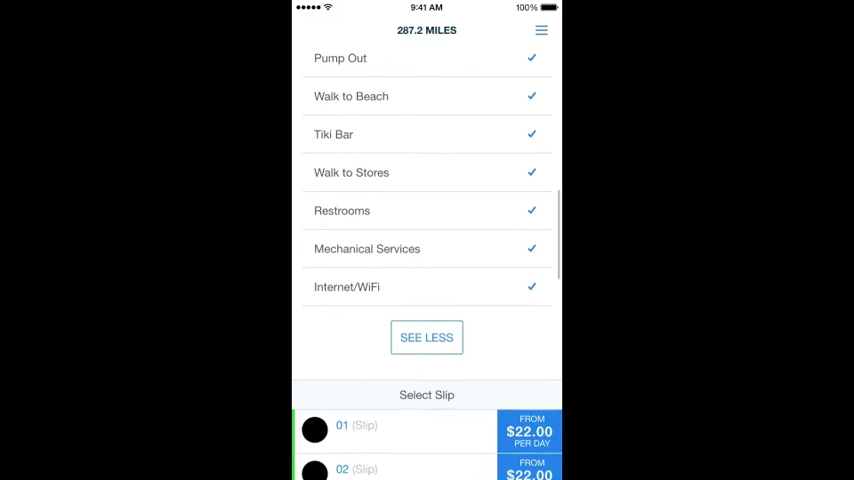 9:41 AM
100%
287.2 MILES
Pump Out
Walk to Beach
Tiki Bar
Walk to Stores
Restrooms
Mechanical Services
Internet/WiFi
SEE LESS
Select Slip
01 (Slip)
FROM
$22.00
PER DAY
02 (Slip)
FROM
$22.00